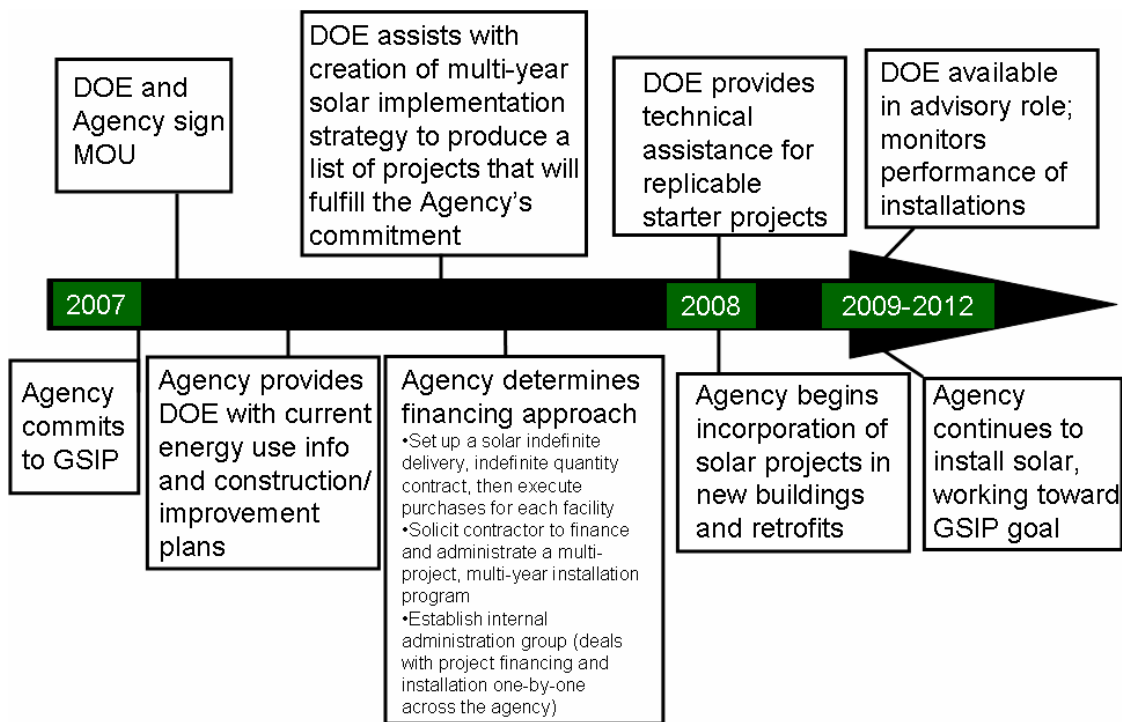 DOE and
Agency sign
MOU
DOE assists with
creation of multi-year
solar implementation
strategy to produce a
list of projects that will
fulfill the Agency's
commitment
DOE provides
technical
assistance for
replicable
starter projects
DOE available
in advisory role;
monitors
performance of
installations
2007
2008
2009-2012
Agency
commits
to GSIP
Agency provides
DOE with current
energy use info
and construction/
improvement
plans
Agency determines
financing approach
•Set up a solar indefinite
delivery, indefinite quantity
contract, then execute
purchases for each facility
•Solicit contractor to finance
and administrate a multi-
project, multi-year installation
program
•Establish internal
administration group (deals
with project financing and
installation one-by-one
across the agency)
Agency begins
incorporation of
solar projects in
new buildings
and retrofits
Agency
continues to
install solar,
working toward
GSIP goal